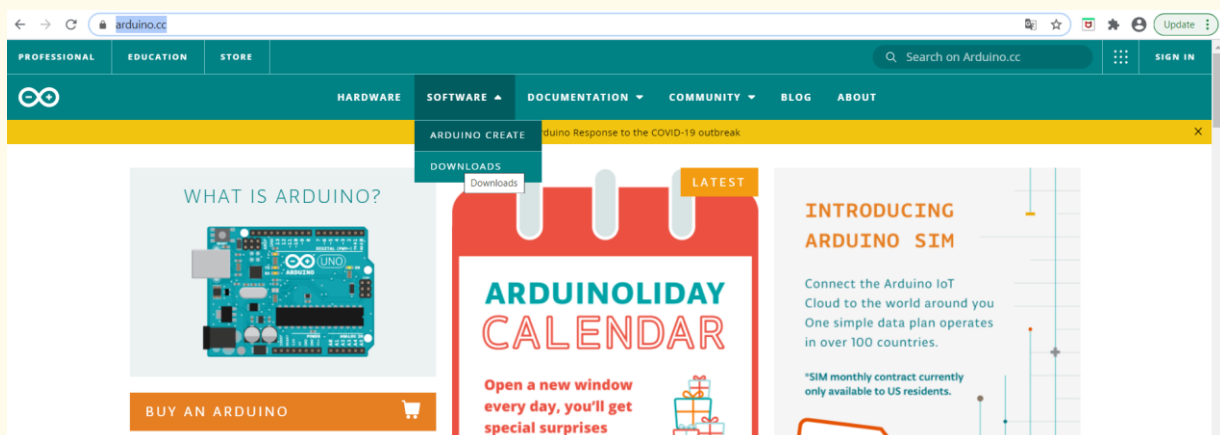 arduino.cc
Update
PROFESSIONAL EDUCATION STORE
Search on Arduino.cc
SIGN IN
HARDWARE SOFTWARE DOCUMENTATION COMMUNITY BLOG ABOUT
ARDUINO CREATE
DOWNLOADS
Downloads
rduino Response to the COVID-19 outbreak
X
WHAT IS ARDUINO?
UNO
ARDUINO
BUY AN ARDUINO
LATEST
ARDUINOLIDAY
CALENDAR
Open a new window
every day, you'll get
special surprises
INTRODUCING
ARDUINO SIM
Connect the Arduino IoT
Cloud to the world around you
One simple data plan operates
in over 100 countries.
*SIM monthly contract currently
only available to US residents.